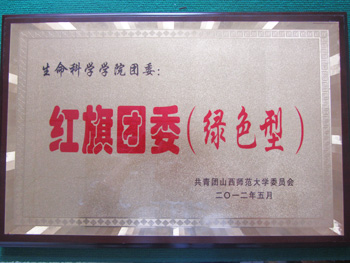 生命科学学院团委：
红旗团委（绿色型）
共青团山西师范大学委员会
二〇一二年五月